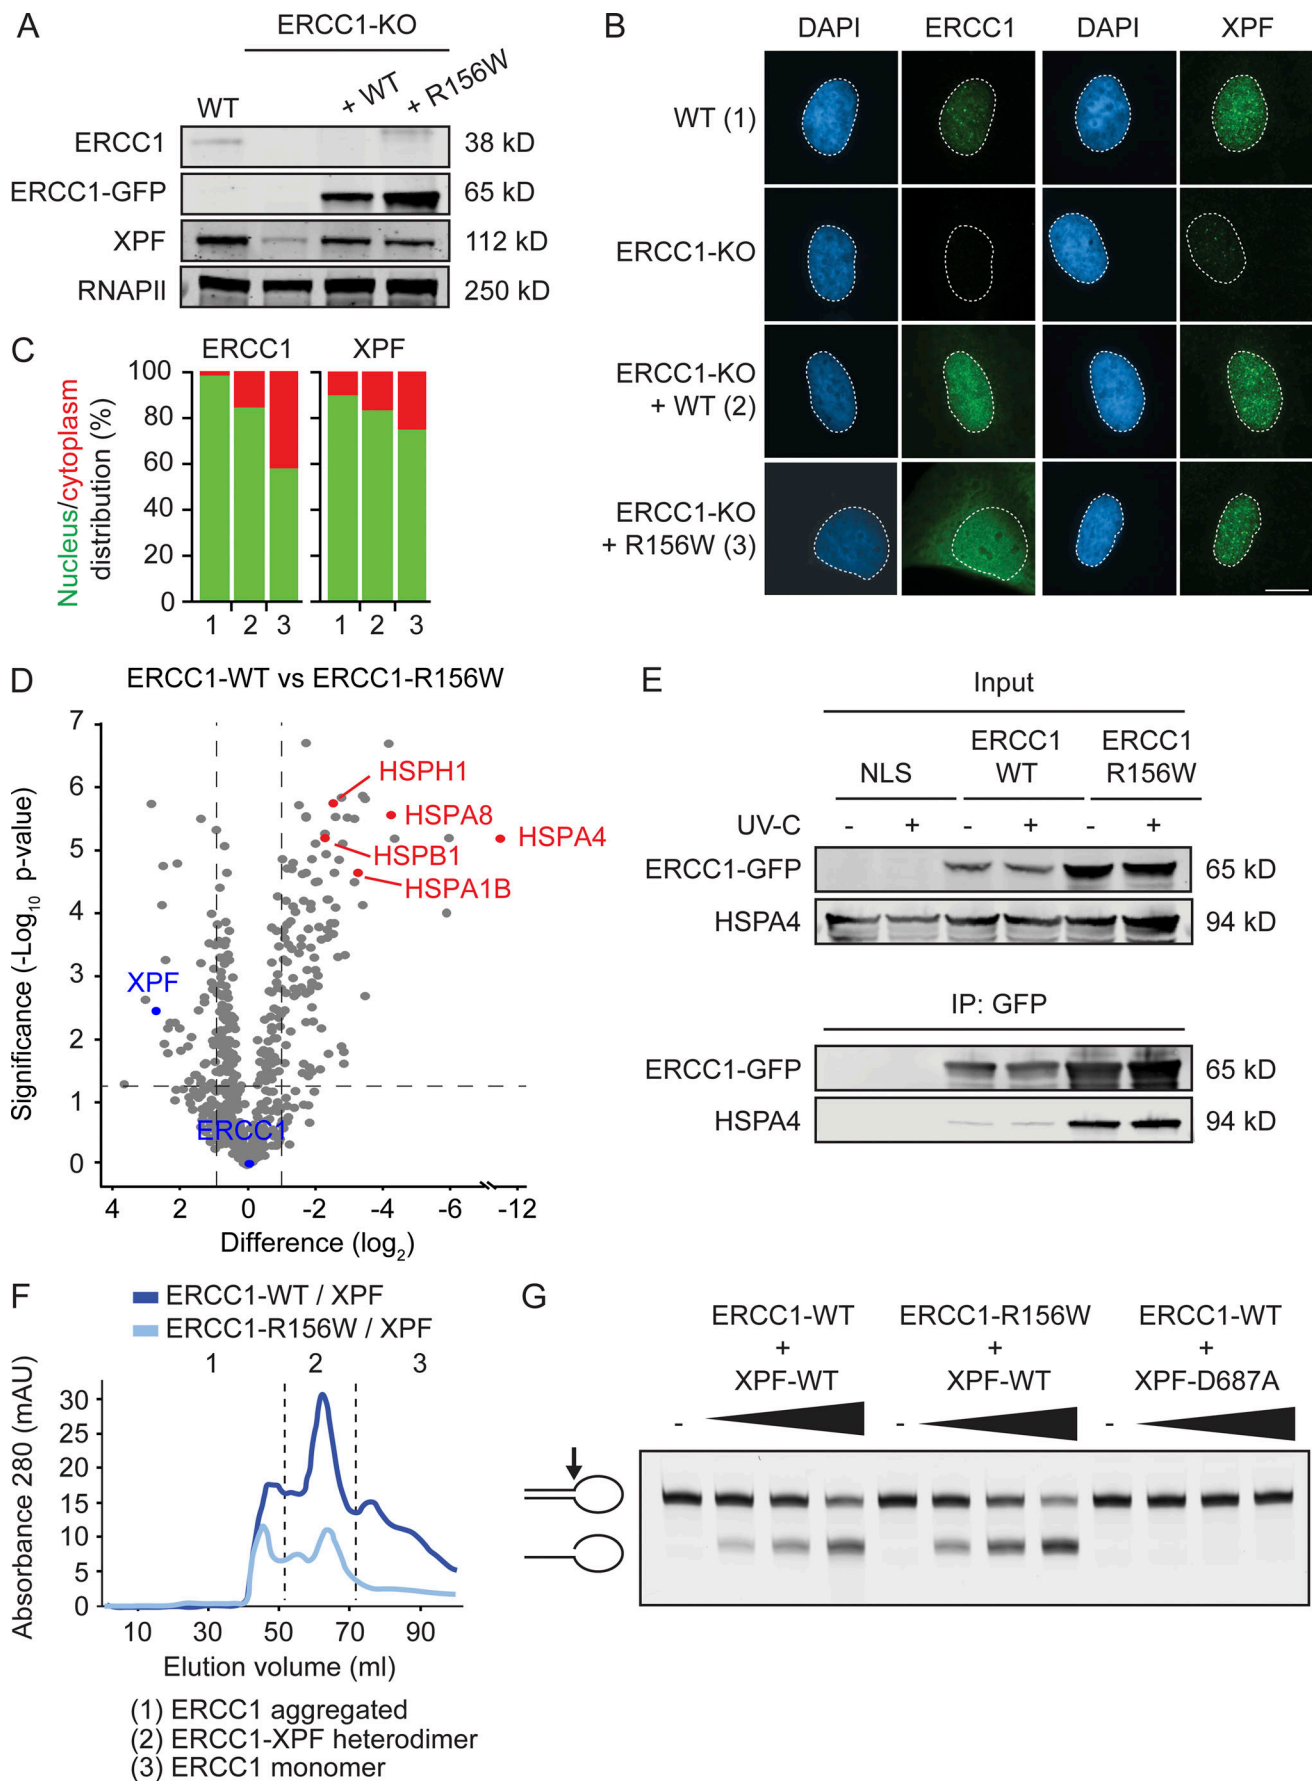 A
ERCC1-KO
WT
+ WT
+ R156W
ERCC1
38 kD
ERCC1-GFP
65 kD
XPF
112 kD
RNAPII
250 kD
B
DAPI
ERCC1
DAPI
XPF
WT (1)
ERCC1-KO
ERCC1-KO
+ WT (2)
ERCC1-KO
+ R156W (3)
C
ERCC1
XPF
Nucleus/cytoplasm
distribution (%)
100
80
60
40
20
0
1 2 3
1 2 3
D
ERCC1-WT vs ERCC1-R156W
Significance (-Log10 p-value)
7
6
5
4
3
2
1
0
HSPH1
HSPA8
HSPA4
HSPB1
HSPA1B
XPF
ERCC1
4 2 0 -2 -4 -6 -12
Difference (log2)
E
Input
NLS
ERCC1
WT
ERCC1
R156W
UV-C - + - + - +
ERCC1-GFP
65 kD
HSPA4
94 kD
IP: GFP
ERCC1-GFP
65 kD
HSPA4
94 kD
F
ERCC1-WT / XPF
ERCC1-R156W / XPF
1 2 3
Absorbance 280 (mAU)
30
25
20
15
10
5
0
10 30 50 70 90
Elution volume (ml)
(1) ERCC1 aggregated
(2) ERCC1-XPF heterodimer
(3) ERCC1 monomer
G
ERCC1-WT
+
XPF-WT
ERCC1-R156W
+
XPF-WT
ERCC1-WT
+
XPF-D687A
- - -